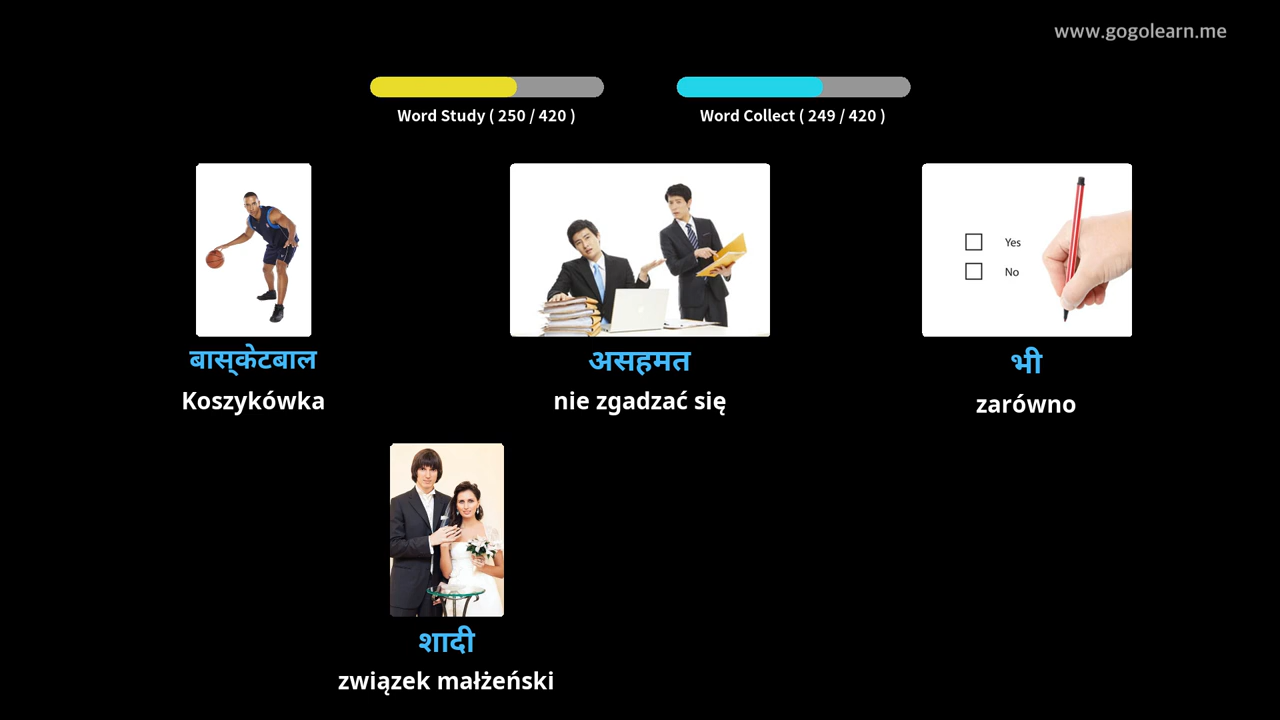 www.gogolearn.me
Word Study ( 250 / 420 )
Word Collect ( 249 / 420 )
Yes
No
बास्केटबाल
असहमत
भी
Koszykówka
nie zgadzać się
zarówno
शादी
związek małżeński